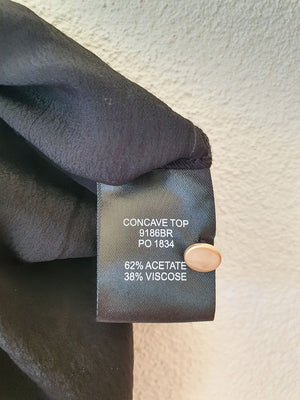 CONCAVE TOP
9186BR
PO 1834
62% ACETATE
38% VISCOSE